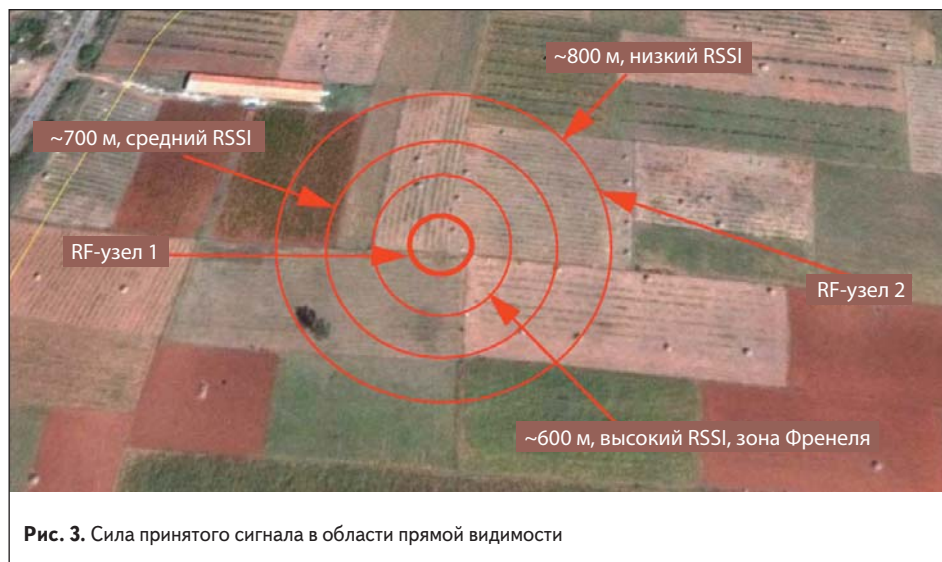 ~800 м, низкий RSSI
~700 м, средний RSSI
RF-узел 1
RF-узел 2
~600 м, высокий RSSI, зона Френеля
Рис. 3. Сила принятого сигнала в области прямой видимости